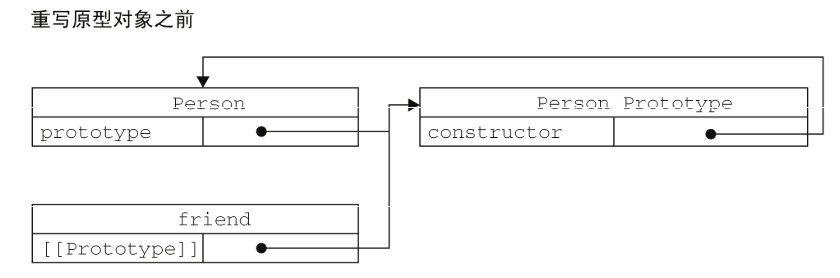 重写原型对象之前
Person
prototype
Person Prototype
constructor
friend
[[Prototype]]